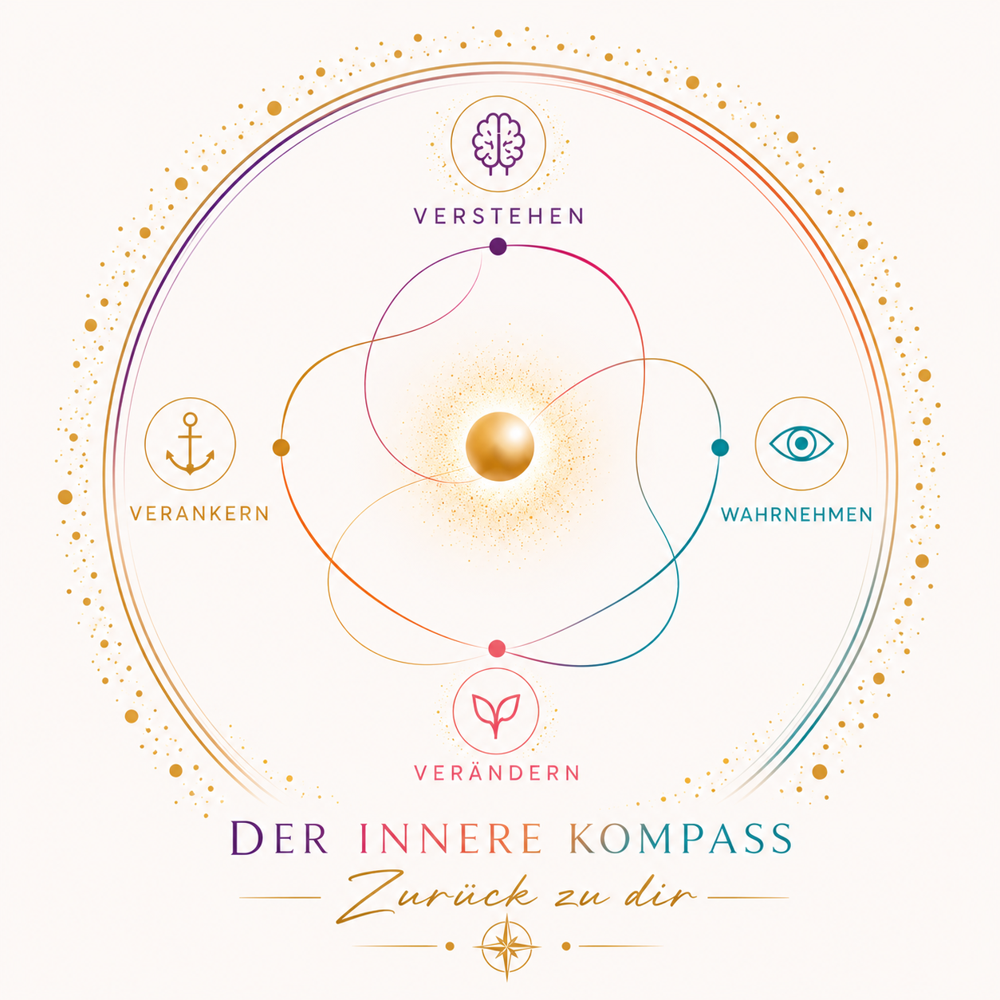 VERSTEHEN
VERANKERN
WAHRNEHMEN
VERÄNDERN
DER INNERE KOMPASS
Zurück zu dir